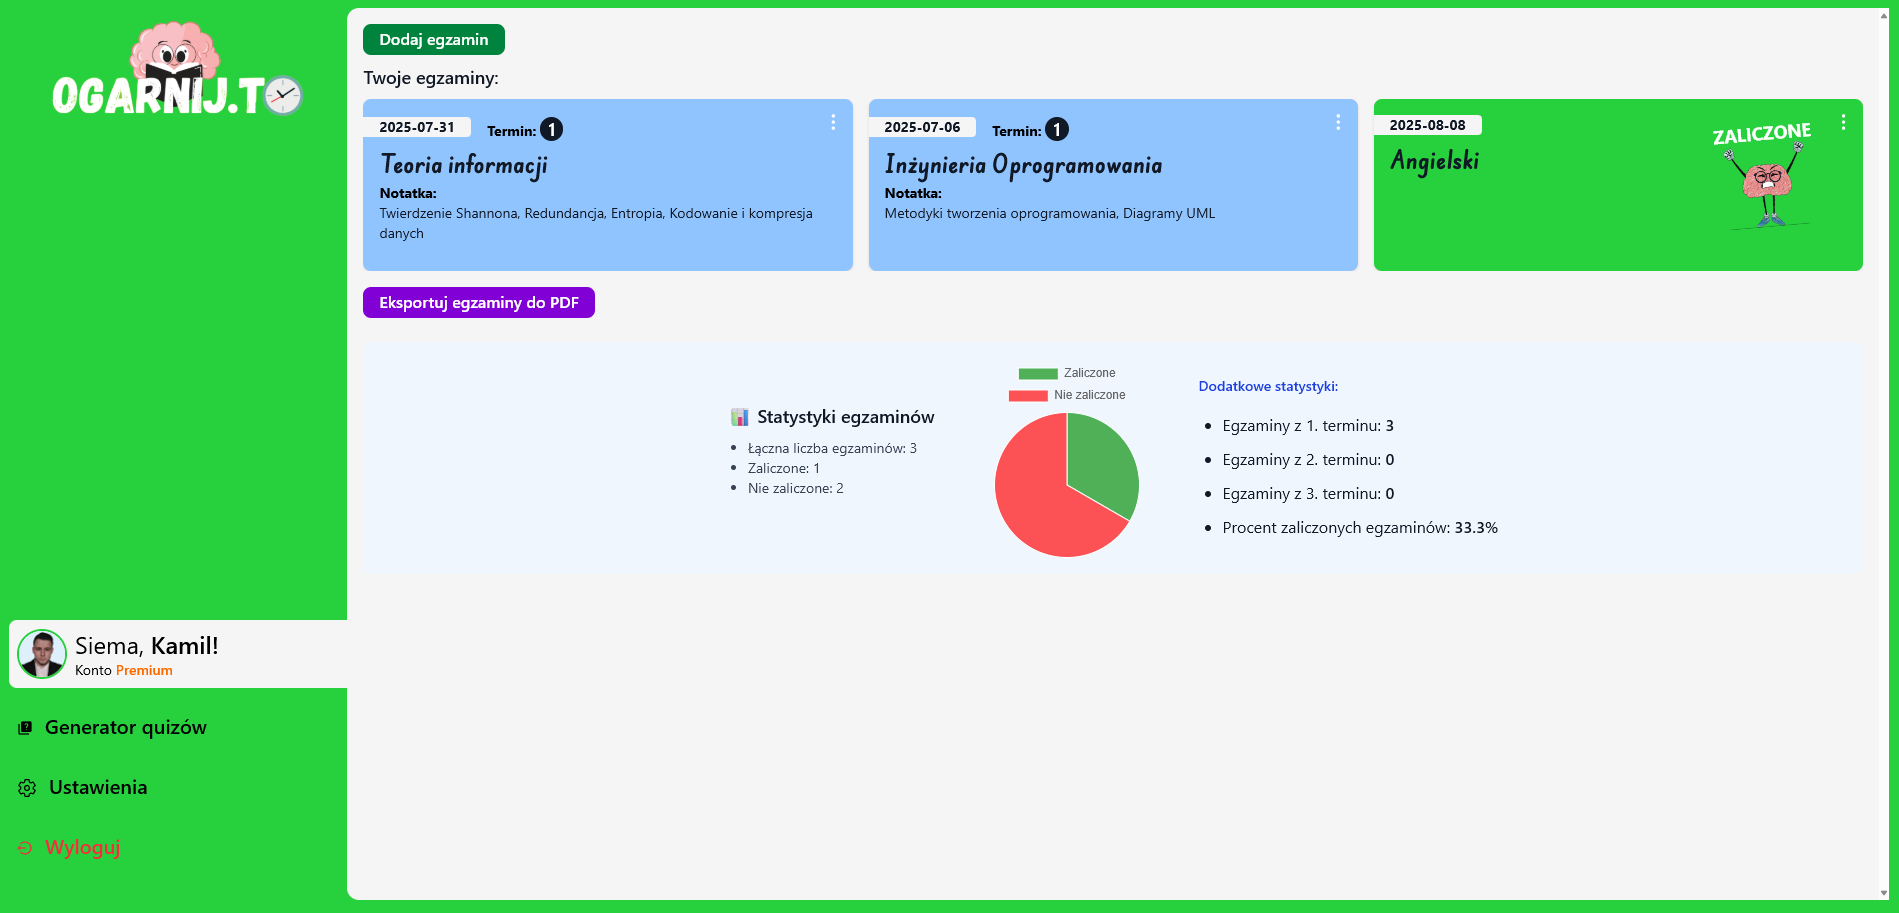 OGARNIJ.TO
Dodaj egzamin
Twoje egzaminy:
2025-07-31
Termin: 1
Teoria informacji
Notatka:
Twierdzenie Shannona, Redundancja, Entropia, Kodowanie i kompresja
danych
2025-07-06
Termin: 1
Inżynieria Oprogramowania
Notatka:
Metodyki tworzenia oprogramowania, Diagramy UML
2025-08-08
ZALICZONE
Angielski
Eksportuj egzaminy do PDF
Statystyki egzaminów
Łączna liczba egzaminów: 3
Zaliczone: 1
Nie zaliczone: 2
Zaliczone
Nie zaliczone
Dodatkowe statystyki:
Egzaminy z 1. terminu: 3
Egzaminy z 2. terminu: 0
Egzaminy z 3. terminu: 0
Procent zaliczonych egzaminów: 33.3%
Siema, Kamil!
Konto Premium
Generator quizów
Ustawienia
Wyloguj